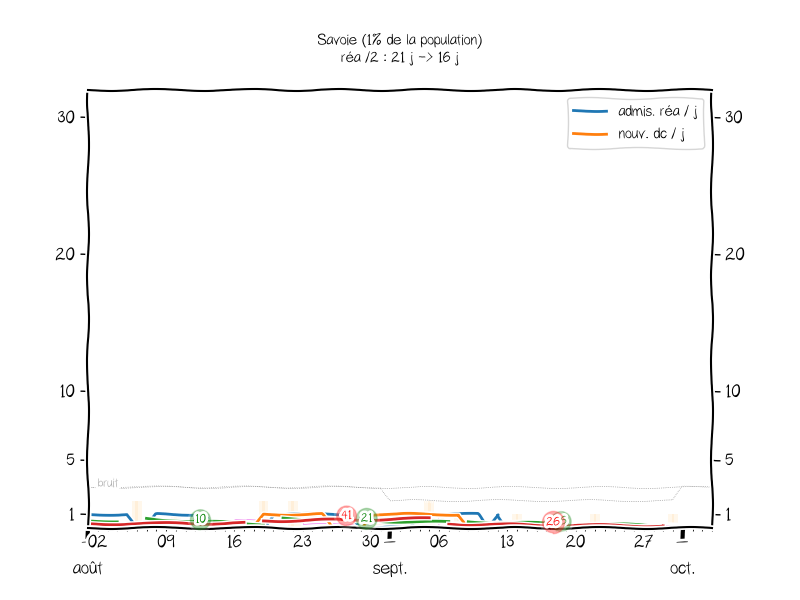 Savoie (1% de la population)
réa /2 : 21 j -> 16 j
admis. réa / j
nouv. dc / j
30 30
20 20
10 10
5 5
bruit
1 1
10 41 21 26
02 09 16 23 30 06 13 20 27
août sept. oct.